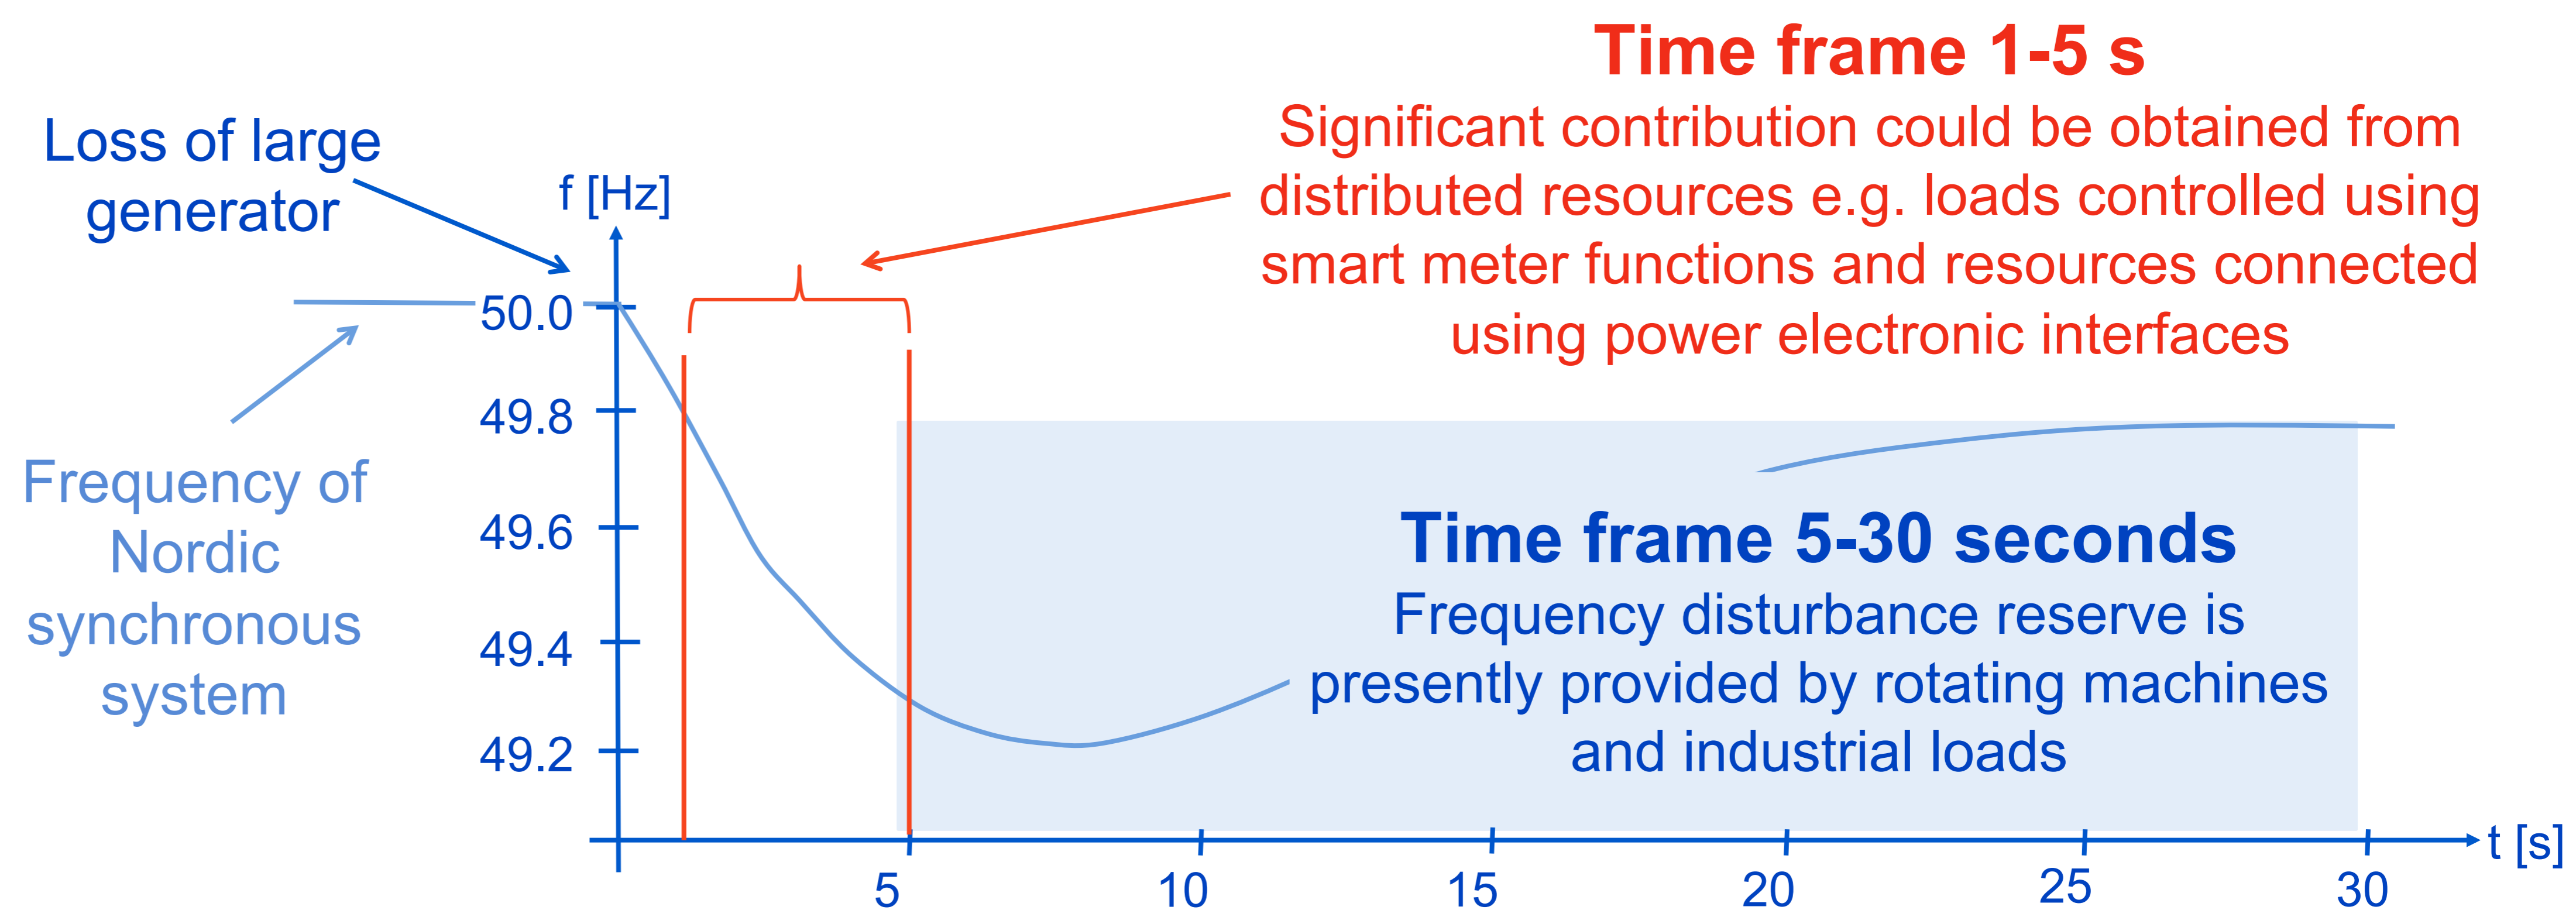 Time frame 1-5 s
Significant contribution could be obtained from
distributed resources e.g. loads controlled using
smart meter functions and resources connected
using power electronic interfaces
Loss of large
generator
f [Hz]
50.0
49.8
49.6
49.4
49.2
Frequency of
Nordic
synchronous
system
Time frame 5-30 seconds
Frequency disturbance reserve is
presently provided by rotating machines
and industrial loads
t [s]
5
10
15
20
25
30